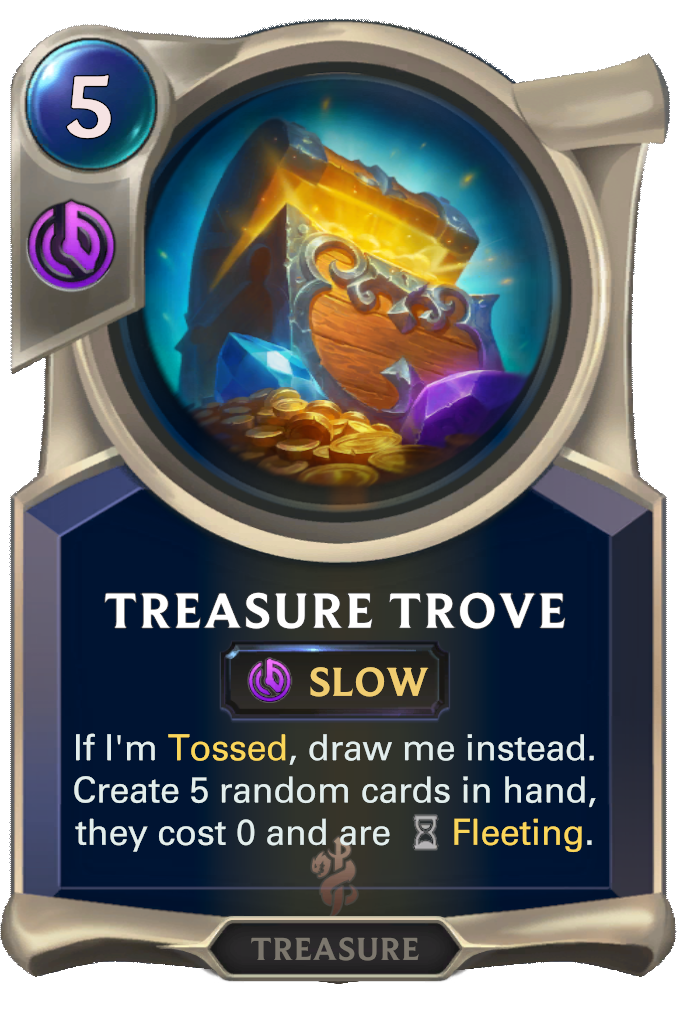 5
TREASURE TROVE
SLOW
If I'm Tossed, draw me instead.
Create 5 random cards in hand,
they cost 0 and are Fleeting.
TREASURE